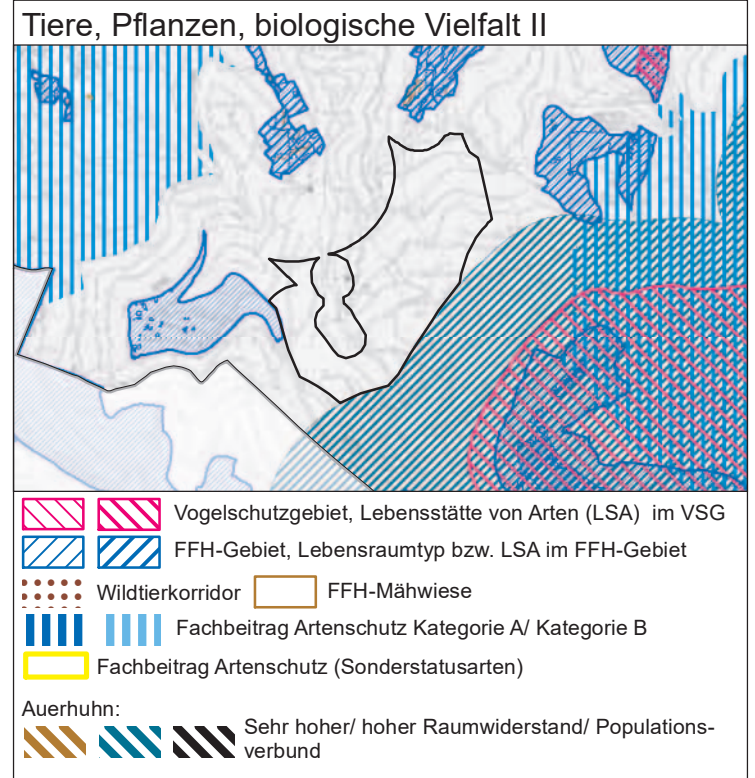 Tiere, Pflanzen, biologische Vielfalt II
Vogelschutzgebiet, Lebensstätte von Arten (LSA) im VSG
FFH-Gebiet, Lebensraumtyp bzw. LSA im FFH-Gebiet
Wildtierkorridor FFH-Mähwiese
Fachbeitrag Artenschutz Kategorie A/ Kategorie B
Fachbeitrag Artenschutz (Sonderstatusarten)
Auerhuhn:
Sehr hoher/ hoher Raumwiderstand/ Populations-
verbund